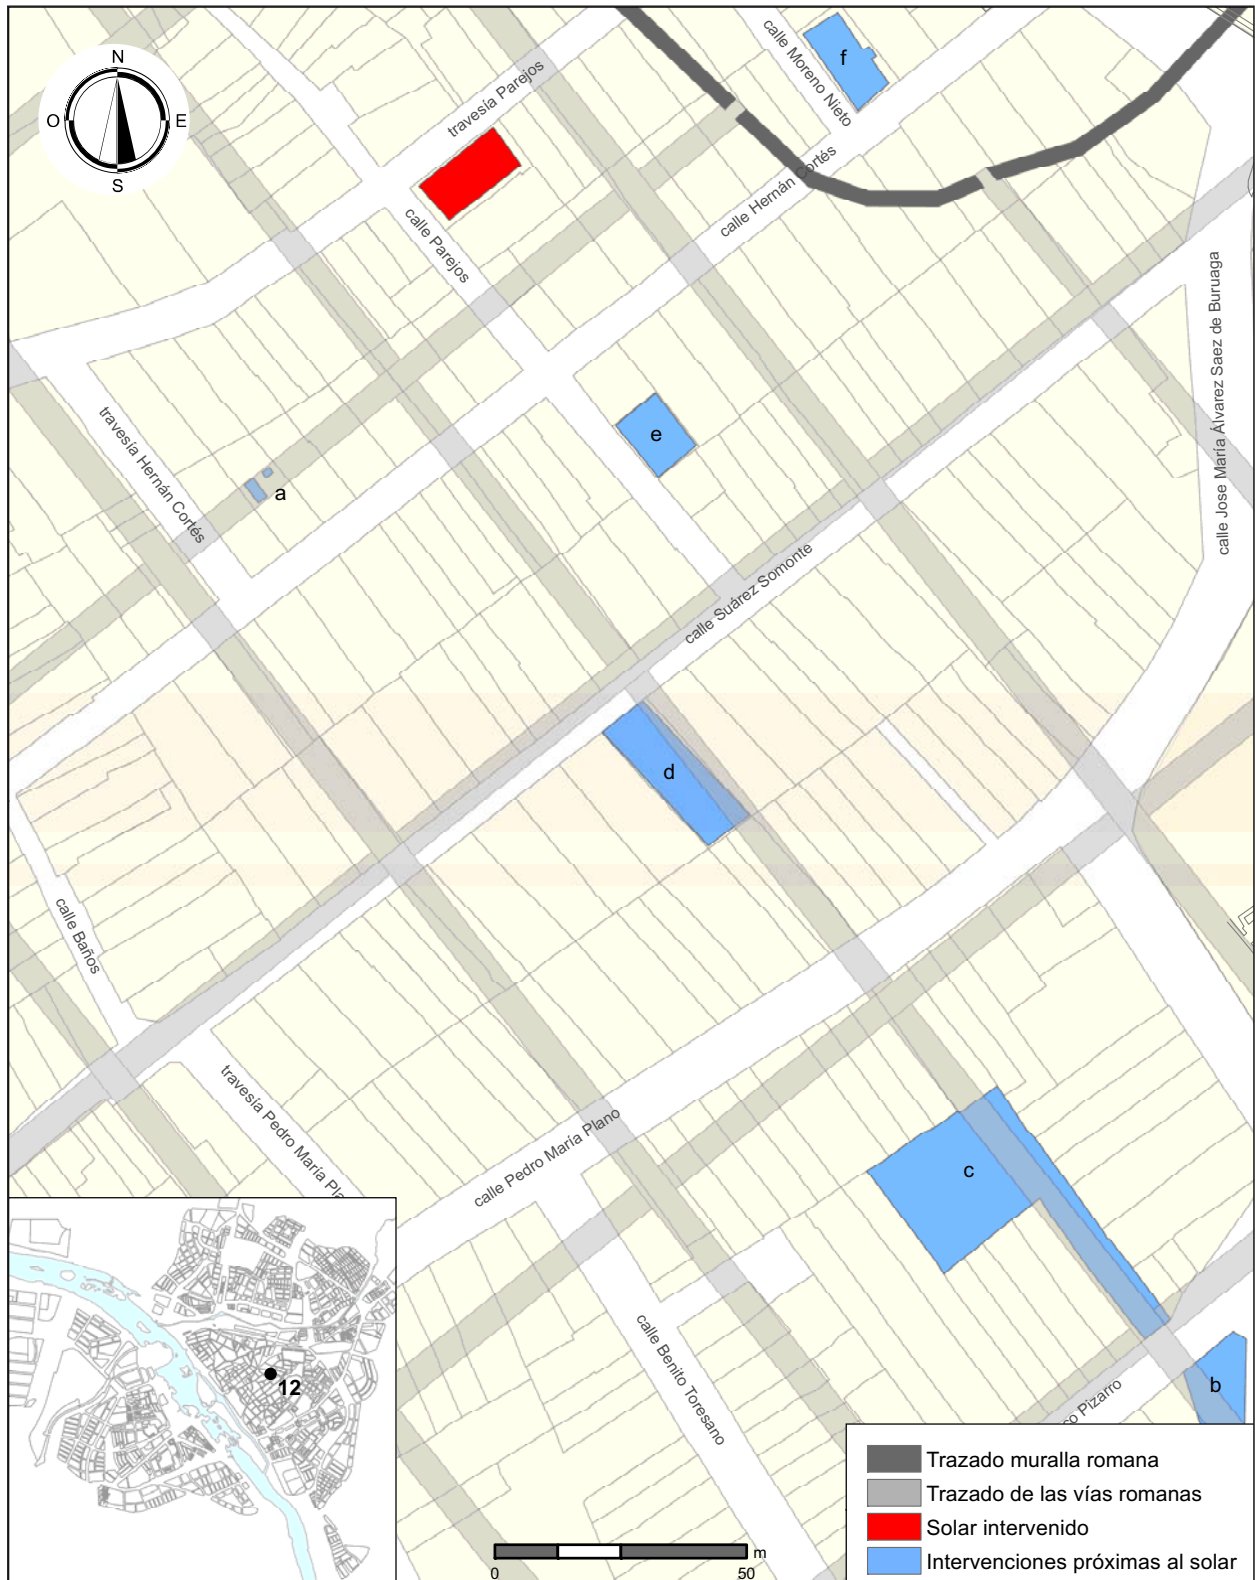 N
O
E
S
calle Moreno Nieto
f
travesía Parejos
calle Hernán Cortés
calle Parejos
calle Jose María Álvarez Saez de Buruaga
travesía Hernán Cortés
e
a
calle Suárez Somonte
d
calle Baños
travesía Pedro María Pla
calle Pedro María Plano
c
calle Benito Toresano
b
co Pizarro
12
Trazado muralla romana
Trazado de las vías romanas
Solar intervenido
Intervenciones próximas al solar
m
0
50